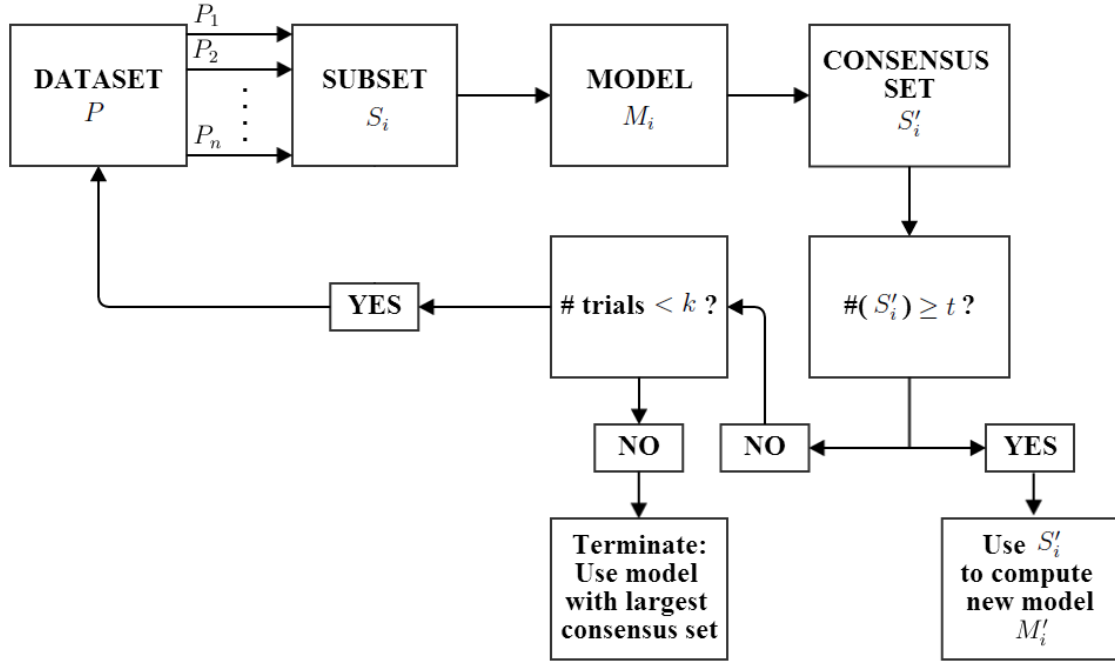 P₁
P₂
Pₙ
DATASET
P
SUBSET
Sᵢ
MODEL
Mᵢ
CONSENSUS
SET
S′ᵢ
YES
# trials < k ?
#( S′ᵢ ) ≥ t ?
NO
NO
YES
Terminate:
Use model
with largest
consensus set
Use S′ᵢ
to compute
new model
M′ᵢ